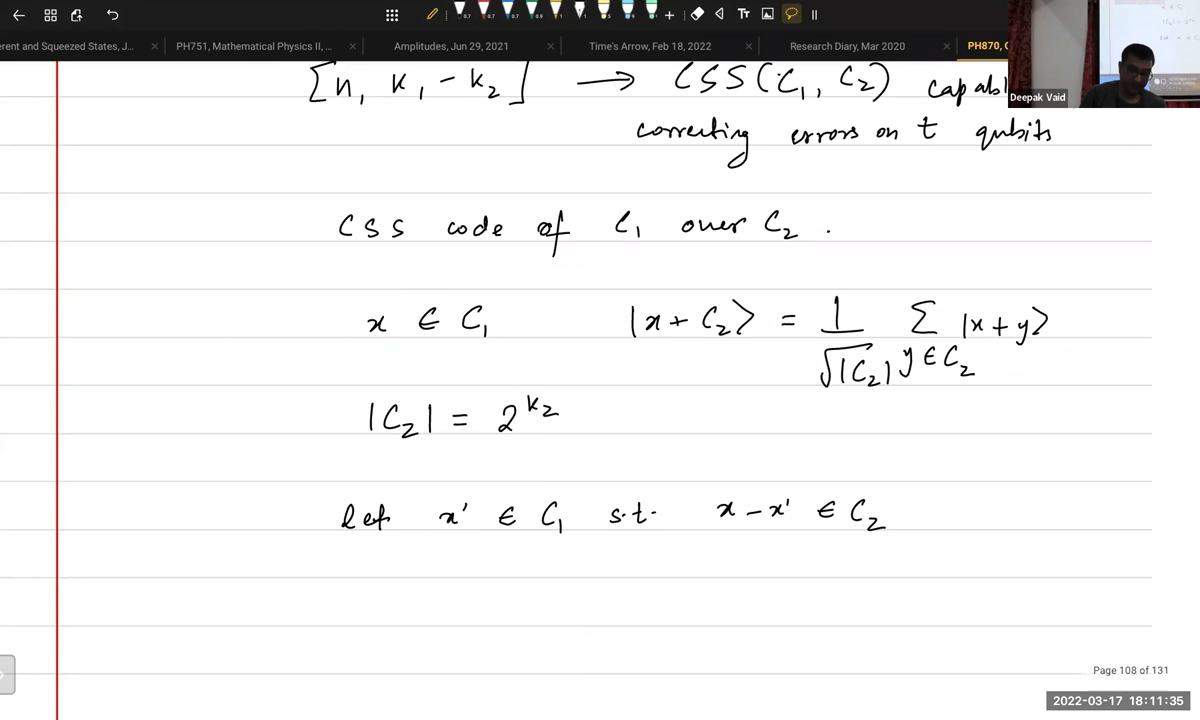 erent and Squeezed States, J...
PH751, Mathematical Physics II, ...
Amplitudes, Jun 29, 2021
Time's Arrow, Feb 18, 2022
Research Diary, Mar 2020
PH870,
Deepak Vaid
[n, k₁ - k₂] → CSS(C₁, C₂) capabl
correcting errors on t qubits
CSS code of C₁ over C₂.
x ∈ C₁ |x + C₂⟩ = 1/√|C₂| Σ y∈C₂ |x + y⟩
|C₂| = 2^k₂
let x' ∈ C₁ s.t. x - x' ∈ C₂
Page 108 of 131
2022-03-17 18:11:35